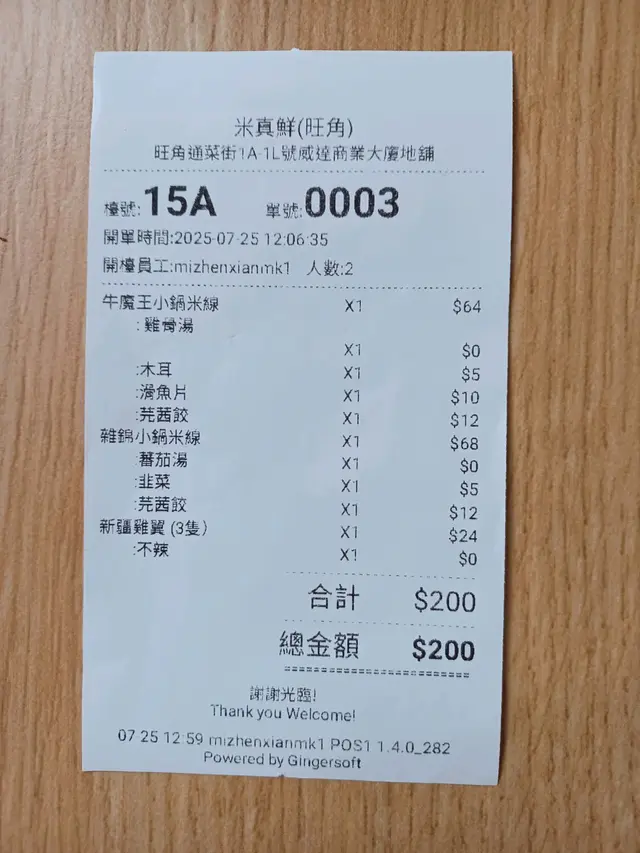 米真鮮(旺角)
旺角通菜街1A-1L號威達商業大廈地舖
檯號:15A 單號:0003
開單時間:2025-07-25 12:06:35
開檯員工:mizhenxianmk1 人數:2
牛魔王小鍋米線 X1 $64
:雞骨湯
X1 $0
:木耳 X1 $5
:滑魚片 X1 $10
:芫茜餃 X1 $12
雜錦小鍋米線 X1 $68
:蕃茄湯 X1 $0
:韭菜 X1 $5
:芫茜餃 X1 $12
新疆雞翼 (3隻) X1 $24
:不辣 X1 $0
合計 $200
總金額 $200
謝謝光臨!
Thank you Welcome!
07 25 12:59 mizhenxianmk1 POS1 1.4.0_282
Powered by Gingersoft